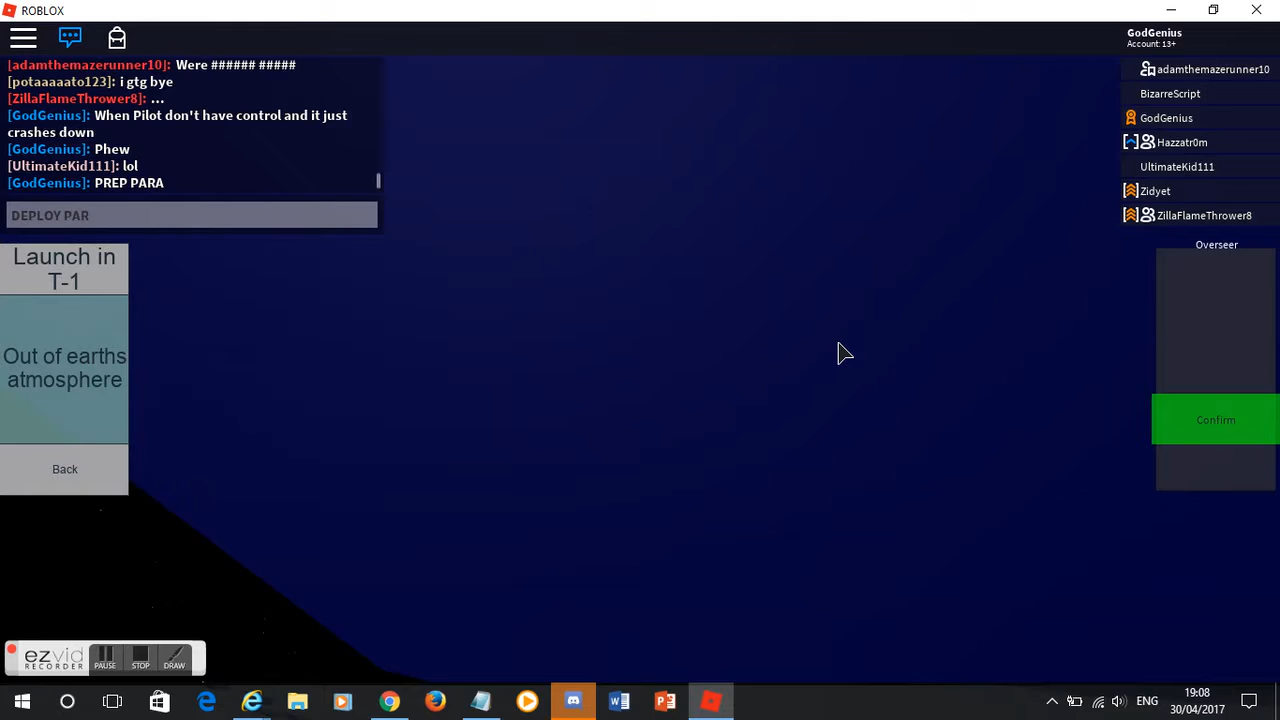 ROBLOX
GodGenius
Account: 13+
[adamthemazerunner10]: Were ###### #####
[potaaaaato123]: i gtg bye
[ZillaFlameThrower8]: ...
[GodGenius]: When Pilot don't have control and it just
crashes down
[GodGenius]: Phew
[UltimateKid111]: lol
[GodGenius]: PREP PARA
DEPLOY PAR
adamthemazerunner10
BizarreScript
GodGenius
Hazzatr0m
UltimateKid111
Zidyet
ZillaFlameThrower8
Launch in
T-1
Out of earths
atmosphere
Back
Overseer
Confirm
ezvid
RECORDER
PAUSE
STOP
DRAW
ENG
19:08
30/04/2017